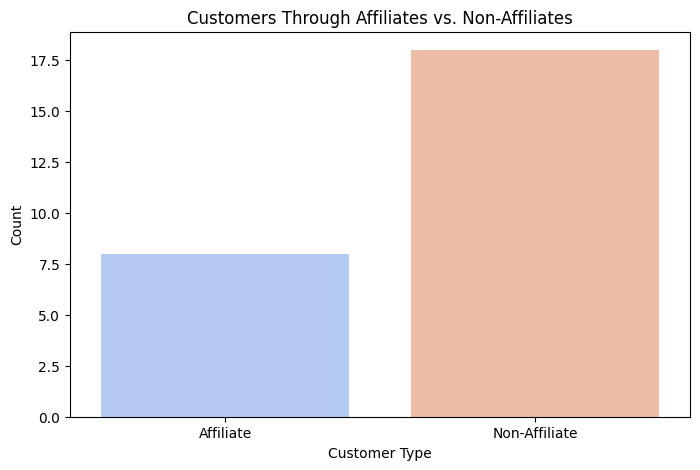 Customers Through Affiliates vs. Non-Affiliates
17.5
15.0
12.5
10.0
7.5
5.0
2.5
0.0
Count
Affiliate
Non-Affiliate
Customer Type